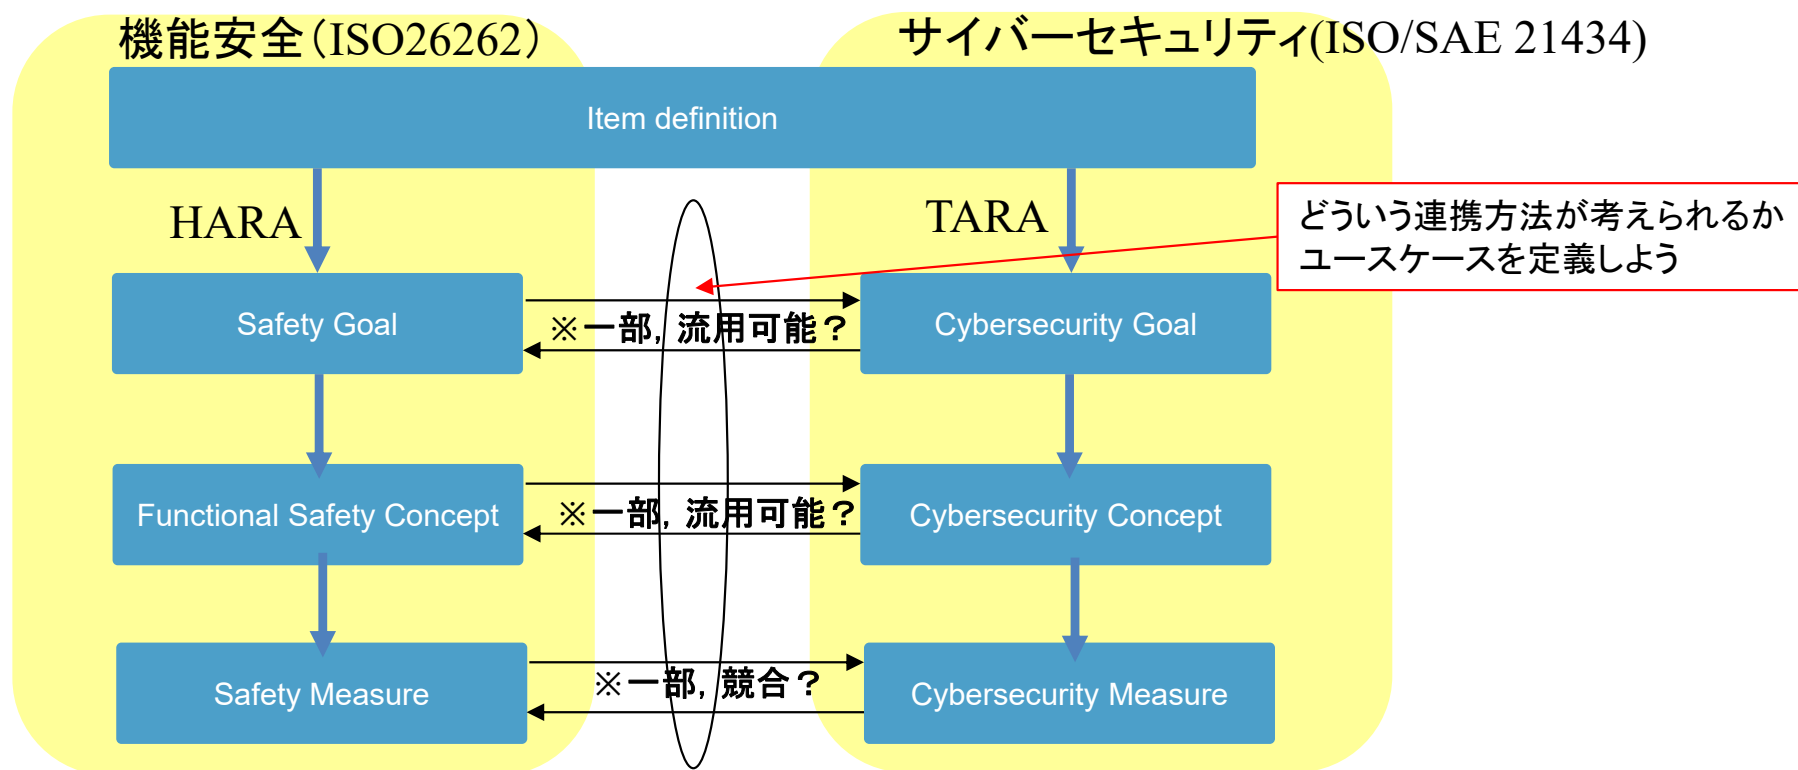 機能安全（ISO26262）
サイバーセキュリティ(ISO/SAE 21434)
Item definition
HARA
TARA
どういう連携方法が考えられるか
ユースケースを定義しよう
Safety Goal
※一部，流用可能？
Cybersecurity Goal
Functional Safety Concept
※一部，流用可能？
Cybersecurity Concept
Safety Measure
※一部，競合？
Cybersecurity Measure